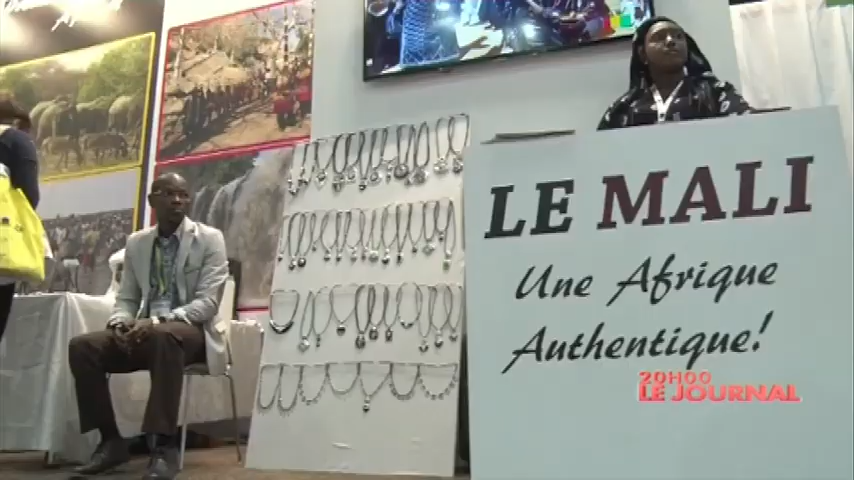 LE MALI
Une Afrique
Authentique!
20H00
LE JOURNAL